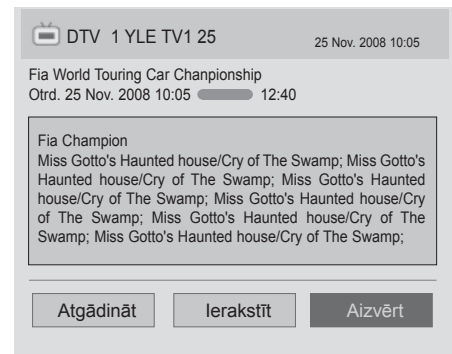 DTV 1 YLE TV1 25 25 Nov. 2008 10:05
Fia World Touring Car Chanpionship
Otrd. 25 Nov. 2008 10:05 12:40
Fia Champion
Miss Gotto's Haunted house/Cry of The Swamp; Miss Gotto's
Haunted house/Cry of The Swamp; Miss Gotto's Haunted
house/Cry of The Swamp; Miss Gotto's Haunted house/Cry
of The Swamp; Miss Gotto's Haunted house/Cry of The
Swamp; Miss Gotto's Haunted house/Cry of The Swamp;
Atgādināt Ierakstīt Aizvērt